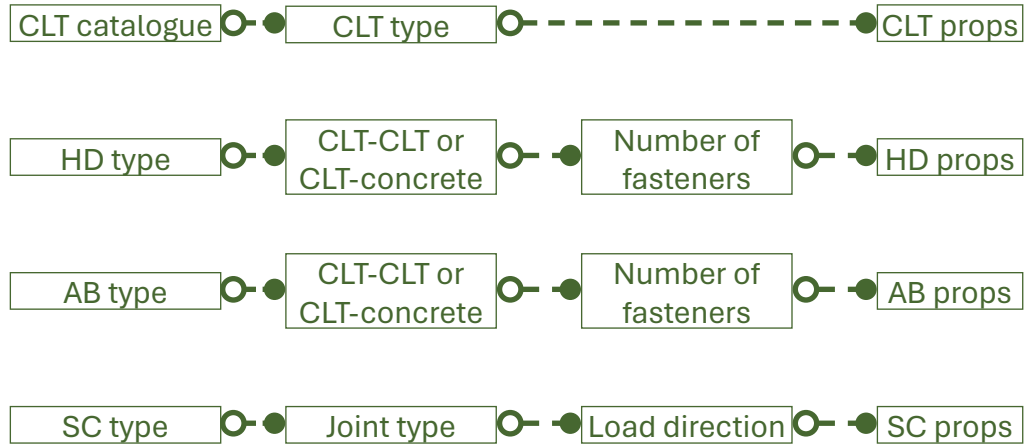 CLT catalogue
CLT type
CLT props
HD type
CLT-CLT or
CLT-concrete
Number of
fasteners
HD props
AB type
CLT-CLT or
CLT-concrete
Number of
fasteners
AB props
SC type
Joint type
Load direction
SC props